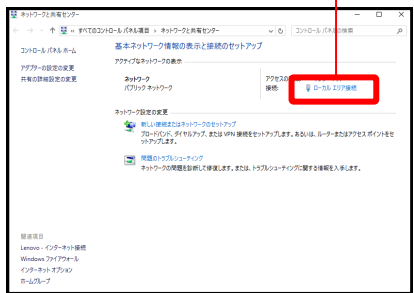 ネットワークと共有センター
すべてのコントロール パネル項目 > ネットワークと共有センター
コントロール パネルの検索
コントロール パネル ホーム
アダプターの設定の変更
共有の詳細設定の変更
基本ネットワーク情報の表示と接続のセットアップ
アクティブなネットワークの表示
ネットワーク
パブリック ネットワーク
アクセスの
接続:
ローカル エリア接続
ネットワーク設定の変更
新しい接続またはネットワークのセットアップ
ブロードバンド、ダイヤルアップ、または VPN 接続をセットアップします。あるいは、ルーターまたはアクセス ポイントをセ
ットアップします。
問題のトラブルシューティング
ネットワークの問題を診断して修復します。または、トラブルシューティングに関する情報を入手します。
関連項目
Lenovo - インターネット接続
Windows ファイアウォール
インターネット オプション
ホームグループ